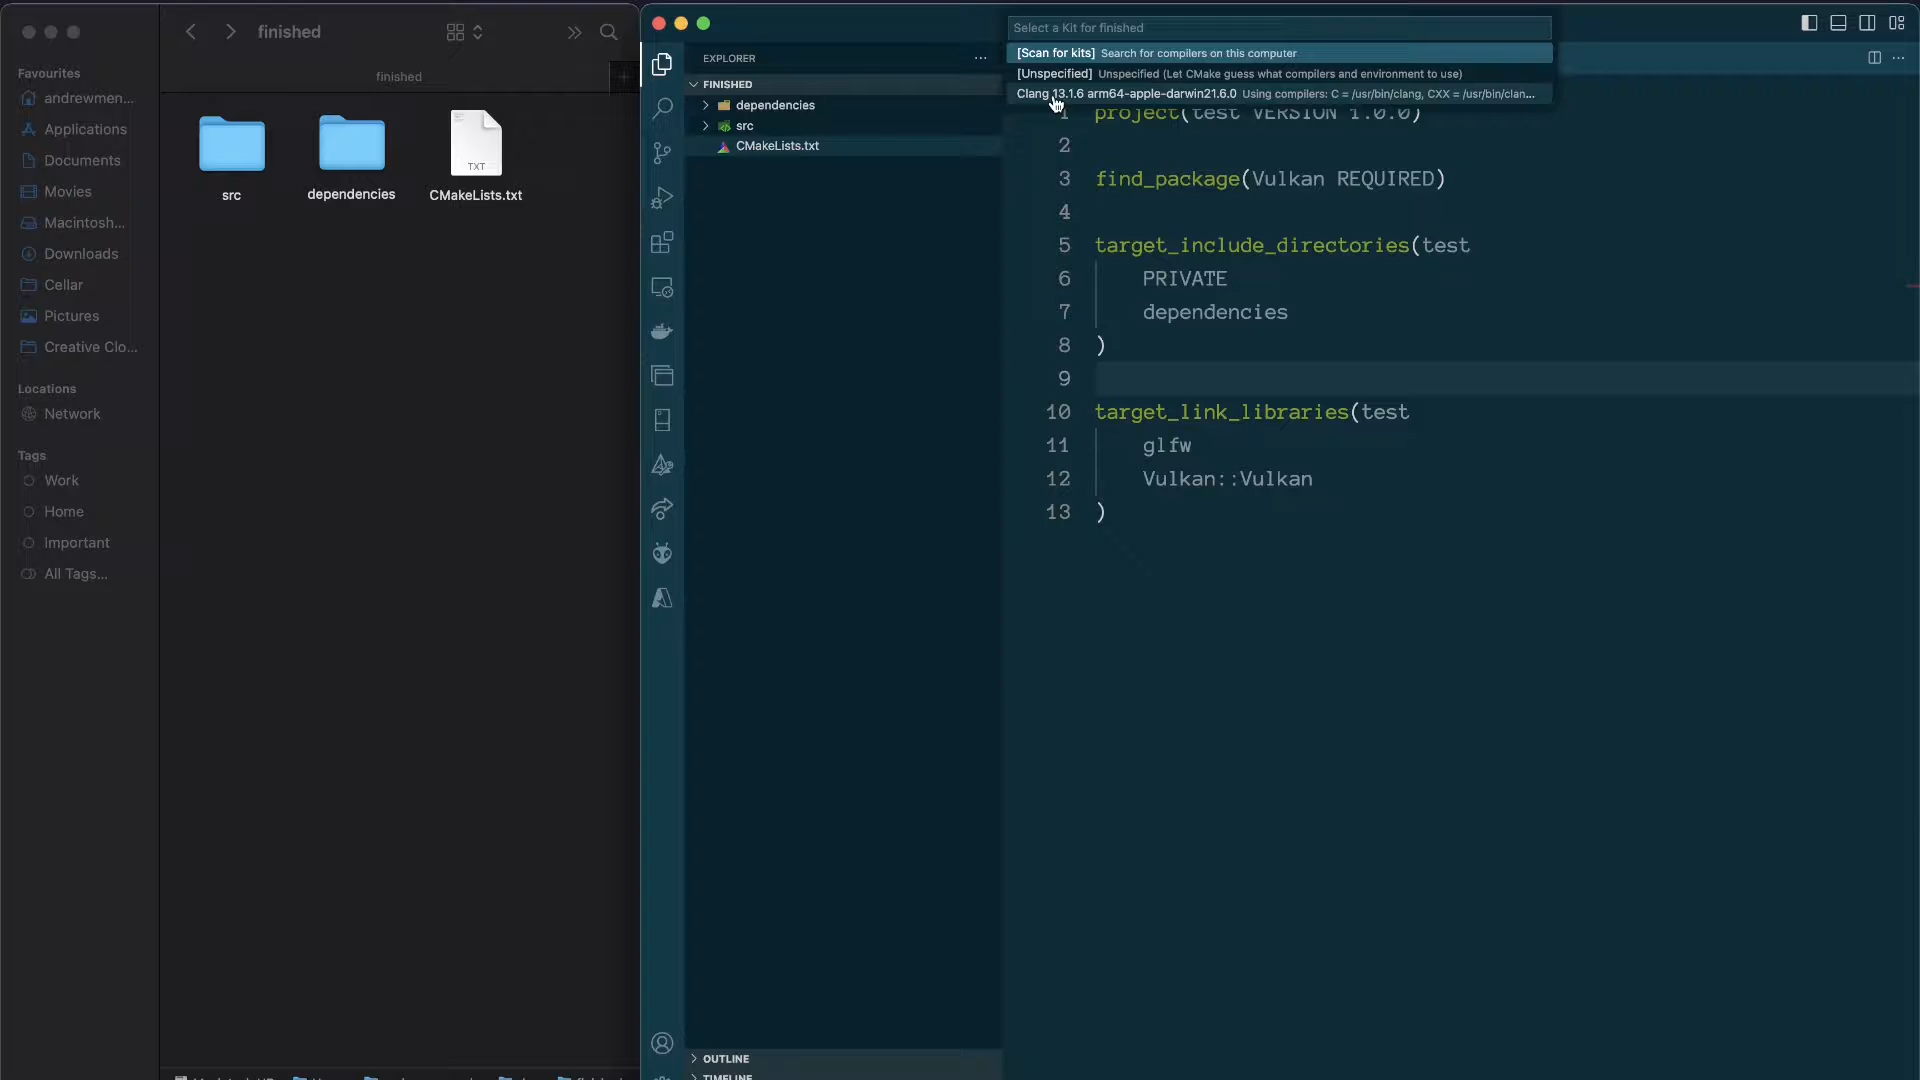 finished
finished
Favourites
andrewmen...
Applications
Documents
Movies
Macintosh...
Downloads
Cellar
Pictures
Creative Clo...
Locations
Network
Tags
Work
Home
Important
All Tags...
src
dependencies
CMakeLists.txt
TXT
EXPLORER
FINISHED
dependencies
src
CMakeLists.txt
OUTLINE
TIMELINE
Select a Kit for finished
[Scan for kits] Search for compilers on this computer
[Unspecified] Unspecified (Let CMake guess what compilers and environment to use)
Clang 13.1.6 arm64-apple-darwin21.6.0 Using compilers: C = /usr/bin/clang, CXX = /usr/bin/clan...
1 project(test VERSION 1.0.0)
2
3 find_package(Vulkan REQUIRED)
4
5 target_include_directories(test
6 PRIVATE
7 dependencies
8 )
9
10 target_link_libraries(test
11 glfw
12 Vulkan::Vulkan
13 )